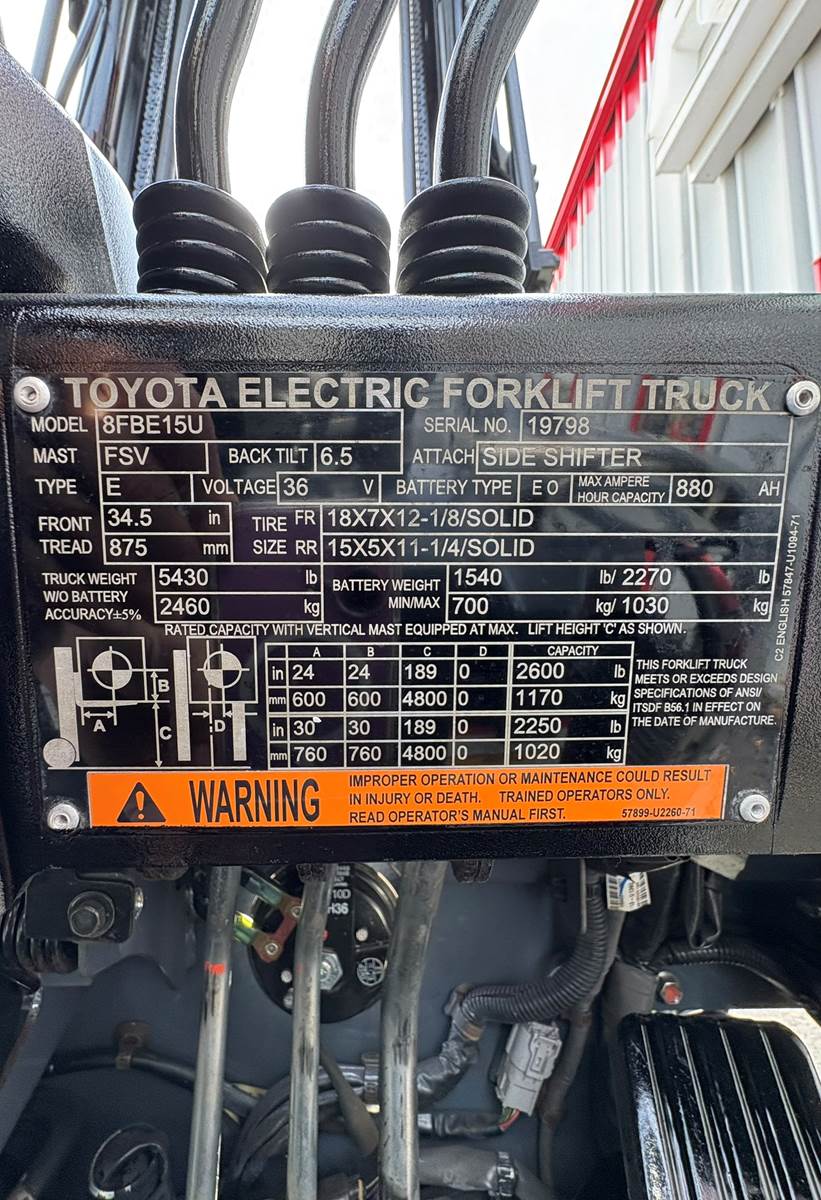 TOYOTA ELECTRIC FORKLIFT TRUCK
MODEL 8FBE15U SERIAL NO. 19798
MAST FSV BACK TILT 6.5 ATTACH SIDE SHIFTER
TYPE E VOLTAGE 36 V BATTERY TYPE E O MAX AMPERE HOUR CAPACITY 880 AH
FRONT TREAD 34.5 in TIRE SIZE FR 18X7X12-1/8/SOLID
875 mm RR 15X5X11-1/4/SOLID
TRUCK WEIGHT W/O BATTERY ACCURACY±5% 5430 lb BATTERY WEIGHT MIN/MAX 1540 lb/ 2270 lb
2460 kg 700 kg/ 1030 kg
C2 ENGLISH 57847-U1094-71
RATED CAPACITY WITH VERTICAL MAST EQUIPPED AT MAX. LIFT HEIGHT 'C' AS SHOWN.
A B C D CAPACITY
in 24 24 189 0 2600 lb
mm 600 600 4800 0 1170 kg
in 30 30 189 0 2250 lb
mm 760 760 4800 0 1020 kg
A B C D
THIS FORKLIFT TRUCK
MEETS OR EXCEEDS DESIGN
SPECIFICATIONS OF ANSI/
ITSDF B56.1 IN EFFECT ON
THE DATE OF MANUFACTURE.
WARNING
IMPROPER OPERATION OR MAINTENANCE COULD RESULT
IN INJURY OR DEATH. TRAINED OPERATORS ONLY.
READ OPERATOR'S MANUAL FIRST. 57899-U2260-71
10D
H36